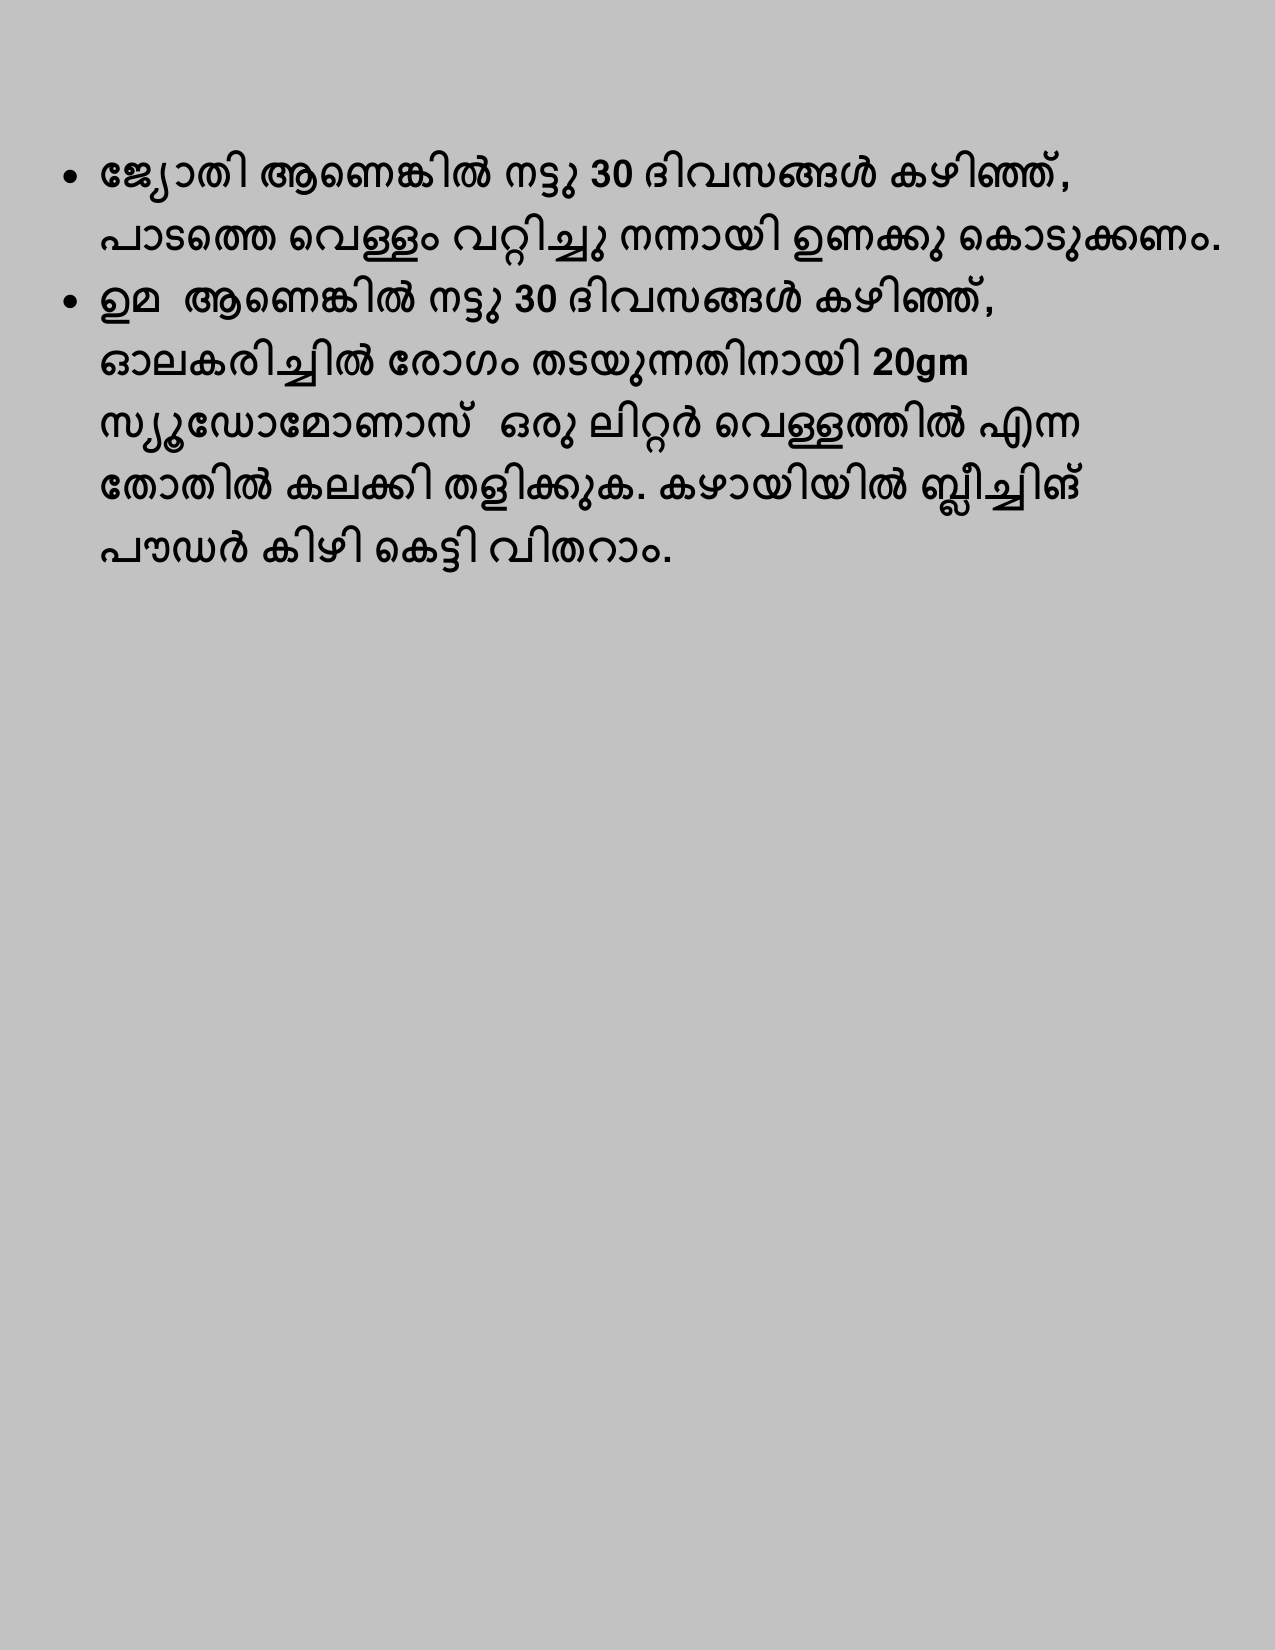 • ജ്യോതി ആണെങ്കിൽ നട്ടു 30 ദിവസങ്ങൾ കഴിഞ്ഞ്,
പാടത്തെ വെള്ളം വറ്റിച്ചു നന്നായി ഉണക്കു കൊടുക്കണം.
• ഉമ ആണെങ്കിൽ നട്ടു 30 ദിവസങ്ങൾ കഴിഞ്ഞ്,
ഓലകരിച്ചിൽ രോഗം തടയുന്നതിനായി 20gm
സ്യൂഡോമോണാസ് ഒരു ലിറ്റർ വെള്ളത്തിൽ എന്ന
തോതിൽ കലക്കി തളിക്കുക. കഴായിയിൽ ബ്ലീച്ചിങ്
പൗഡർ കിഴി കെട്ടി വിതറാം.